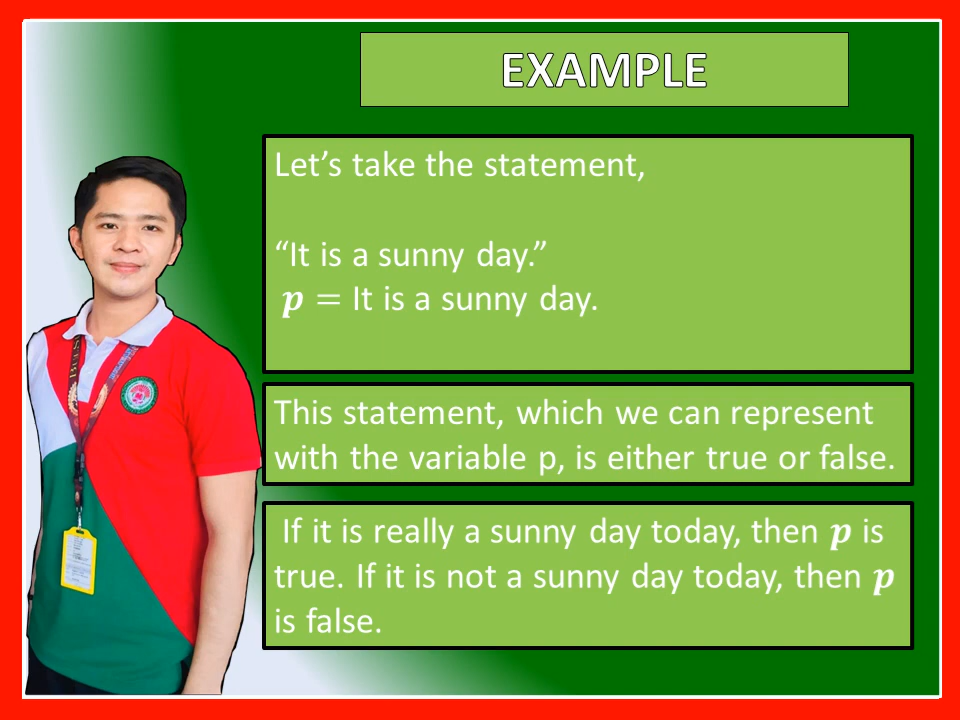 EXAMPLE
Let’s take the statement,
“It is a sunny day.”
𝒑 = It is a sunny day.
This statement, which we can represent
with the variable p, is either true or false.
If it is really a sunny day today, then 𝒑 is
true. If it is not a sunny day today, then 𝒑
is false.